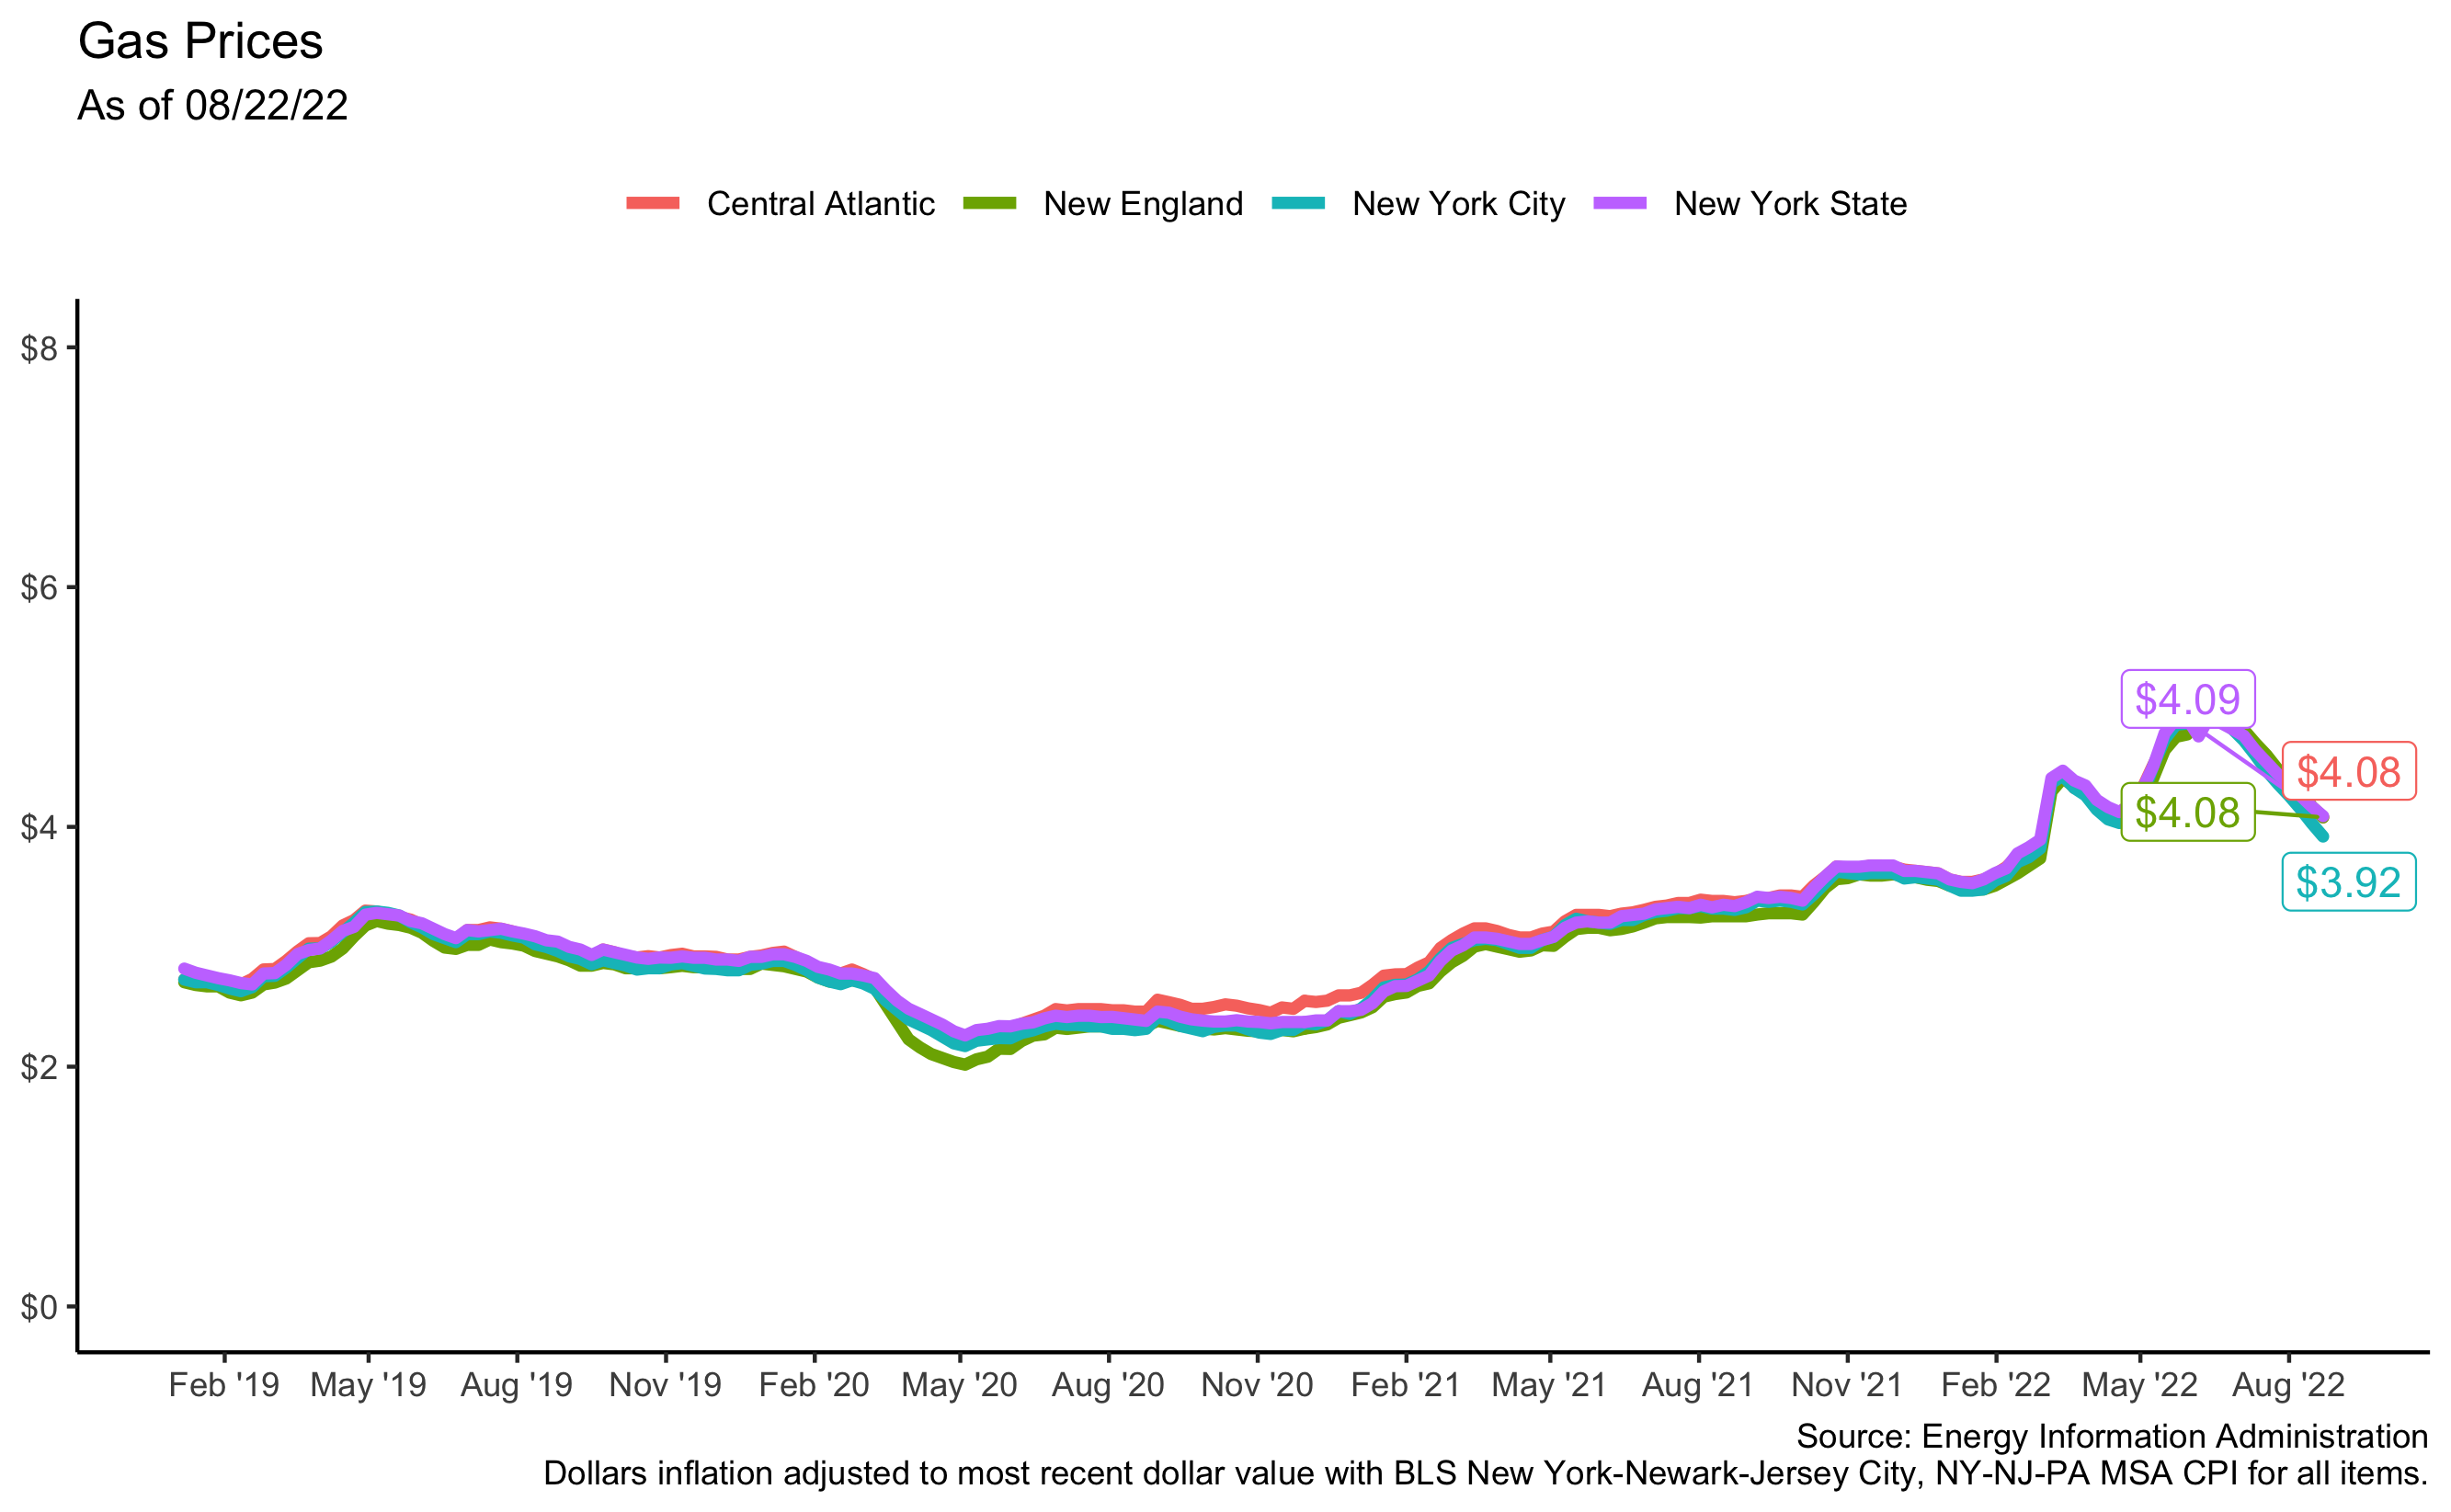 Gas Prices
As of 08/22/22
Central Atlantic New England New York City New York State
$8
$6
$4
$2
$0
$4.09
$4.08
$4.08
$3.92
Feb '19 May '19 Aug '19 Nov '19 Feb '20 May '20 Aug '20 Nov '20 Feb '21 May '21 Aug '21 Nov '21 Feb '22 May '22 Aug '22
Source: Energy Information Administration
Dollars inflation adjusted to most recent dollar value with BLS New York-Newark-Jersey City, NY-NJ-PA MSA CPI for all items.